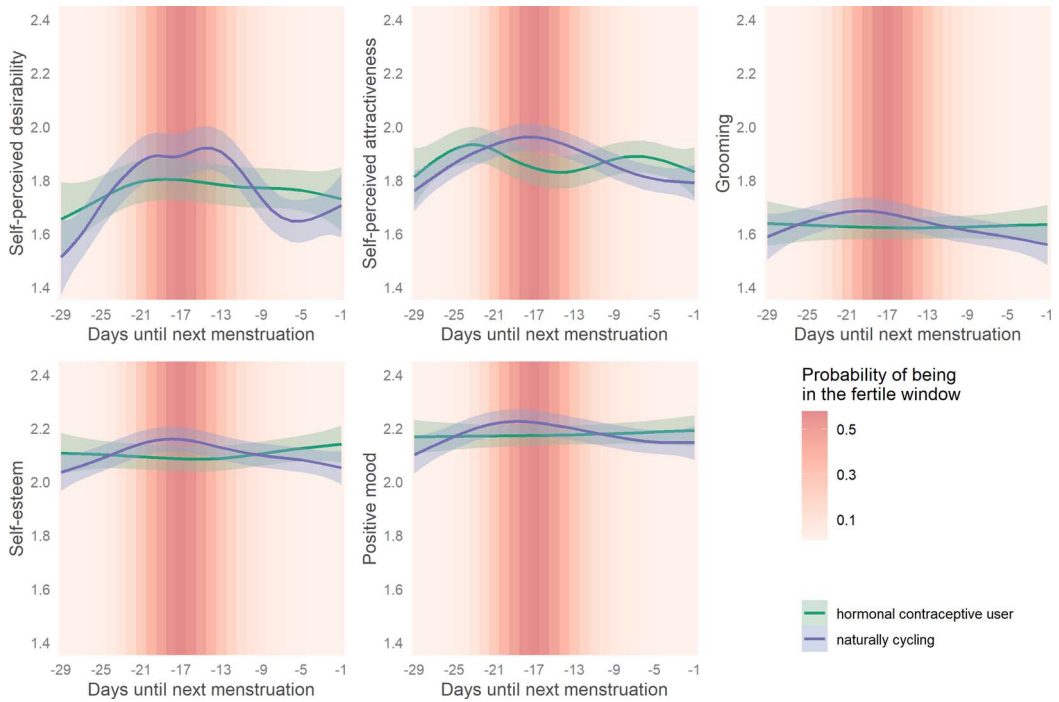 Self-perceived desirability
2.4
2.2
2.0
1.8
1.6
1.4
-29 -25 -21 -17 -13 -9 -5 -1
Days until next menstruation
Self-perceived attractiveness
2.4
2.2
2.0
1.8
1.6
1.4
-29 -25 -21 -17 -13 -9 -5 -1
Days until next menstruation
Grooming
2.4
2.2
2.0
1.8
1.6
1.4
-29 -25 -21 -17 -13 -9 -5 -1
Days until next menstruation
Self-esteem
2.4
2.2
2.0
1.8
1.6
1.4
-29 -25 -21 -17 -13 -9 -5 -1
Days until next menstruation
Positive mood
2.4
2.2
2.0
1.8
1.6
1.4
-29 -25 -21 -17 -13 -9 -5 -1
Days until next menstruation
Probability of being
in the fertile window
0.5
0.3
0.1
hormonal contraceptive user
naturally cycling